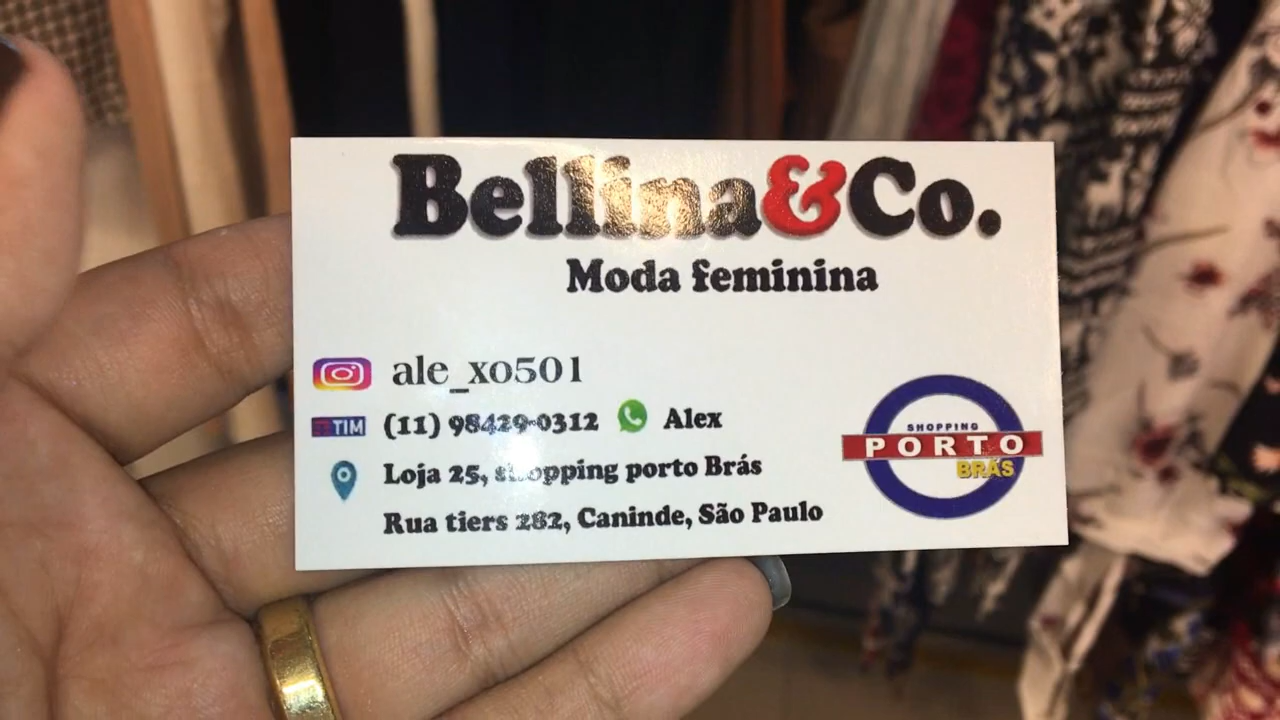 Bellina&Co.
Moda feminina
ale_xo501
TIM (11) 98429-0312 Alex
Loja 25, shopping porto Brás
Rua tiers 282, Caninde, São Paulo
SHOPPING
PORTO
BRÁS